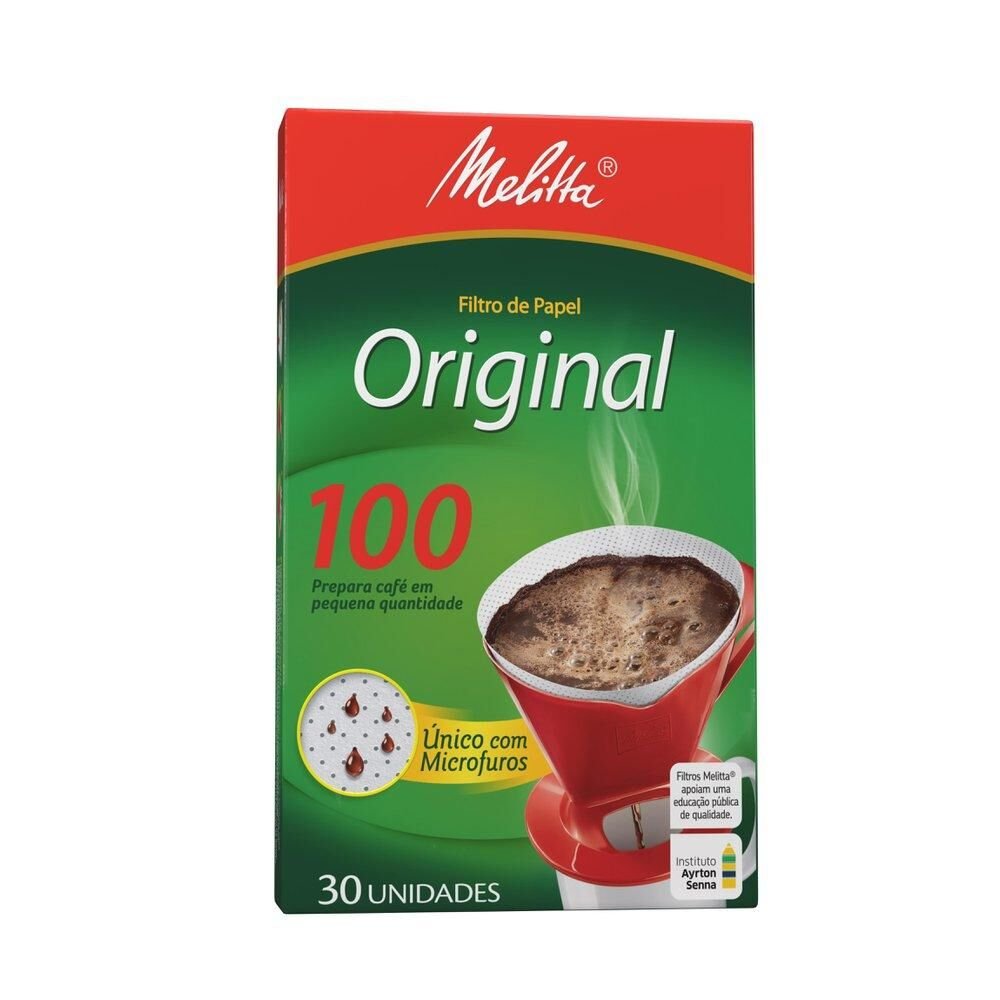 Melitta®
Filtro de Papel
Original
100
Prepara café em
pequena quantidade
Único com
Microfuros
Melitta
Filtros Melitta®
apoiam uma
educação pública
de qualidade.
Instituto
Ayrton
Senna
30 UNIDADES